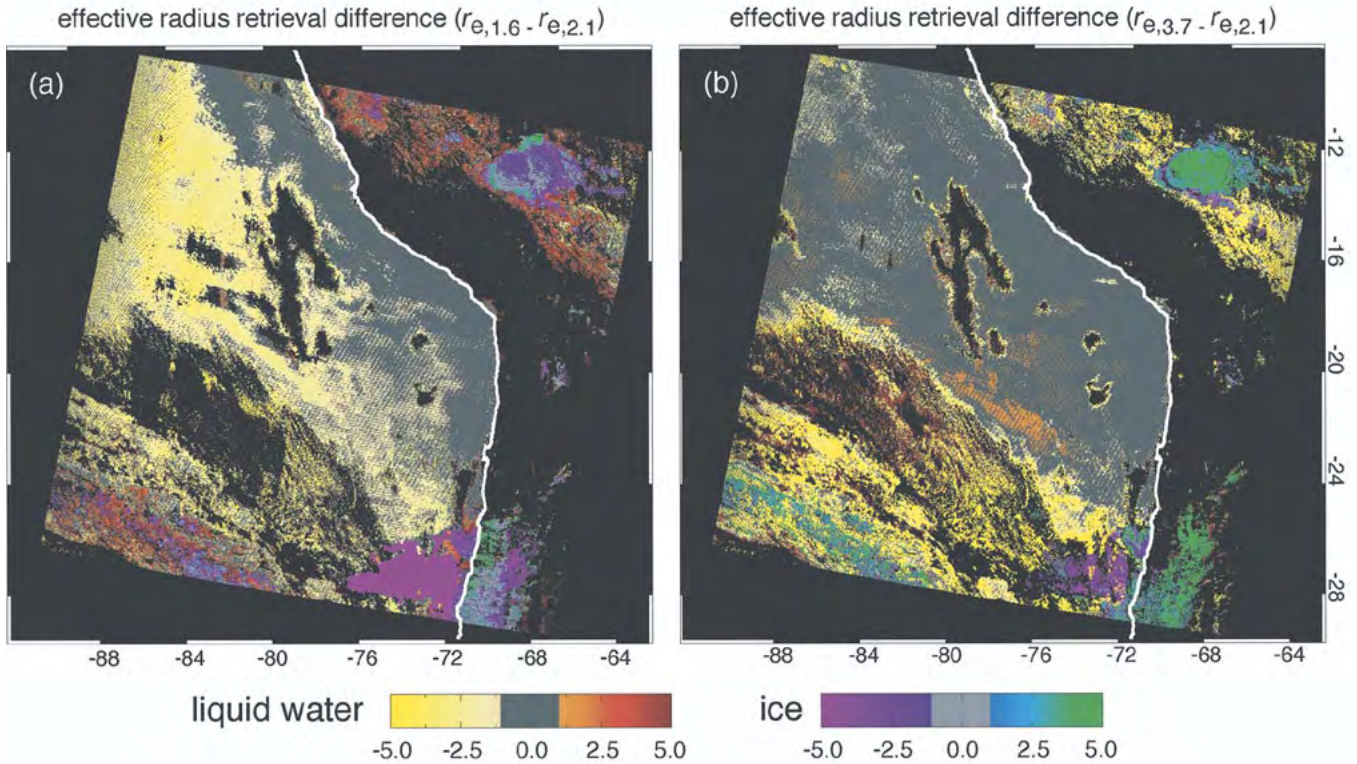 effective radius retrieval difference (re,1.6 - re,2.1)
effective radius retrieval difference (re,3.7 - re,2.1)
(a)
(b)
-12
-16
-20
-24
-28
-88 -84 -80 -76 -72 -68 -64
-88 -84 -80 -76 -72 -68 -64
liquid water
-5.0 -2.5 0.0 2.5 5.0
ice
-5.0 -2.5 0.0 2.5 5.0